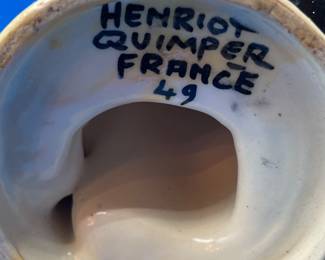 HENRIOT
QUIMPER
FRANCE
49